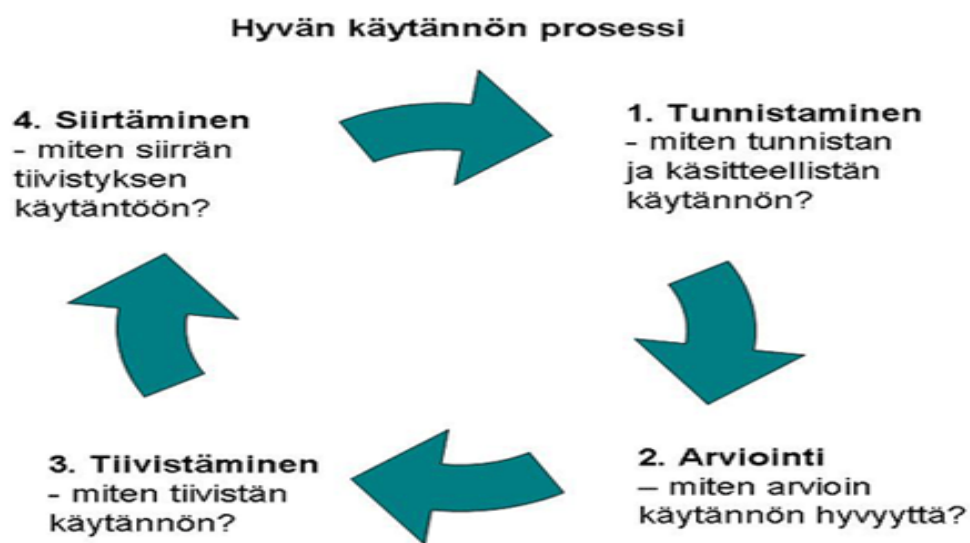 Hyvän käytännön prosessi
1. Tunnistaminen
- miten tunnistan
ja käsitteellistän
käytännön?
2. Arviointi
– miten arvioin
käytännön hyvyyttä?
3. Tiivistäminen
- miten tiivistän
käytännön?
4. Siirtäminen
- miten siirrän
tiivistyksen
käytäntöön?